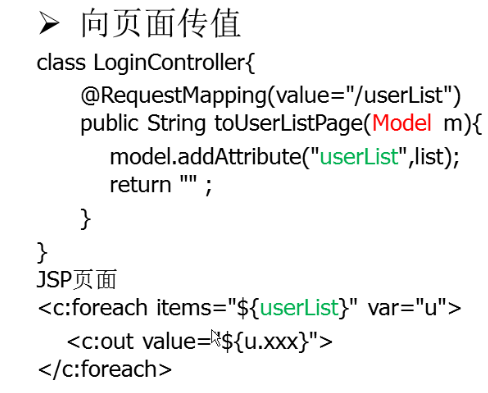 ➢ 向页面传值
class LoginController{
@RequestMapping(value="/userList")
public String toUserListPage(Model m){
model.addAttribute("userList",list);
return "" ;
}
}
JSP页面
<c:foreach items="${userList}" var="u">
<c:out value="${u.xxx}">
</c:foreach>